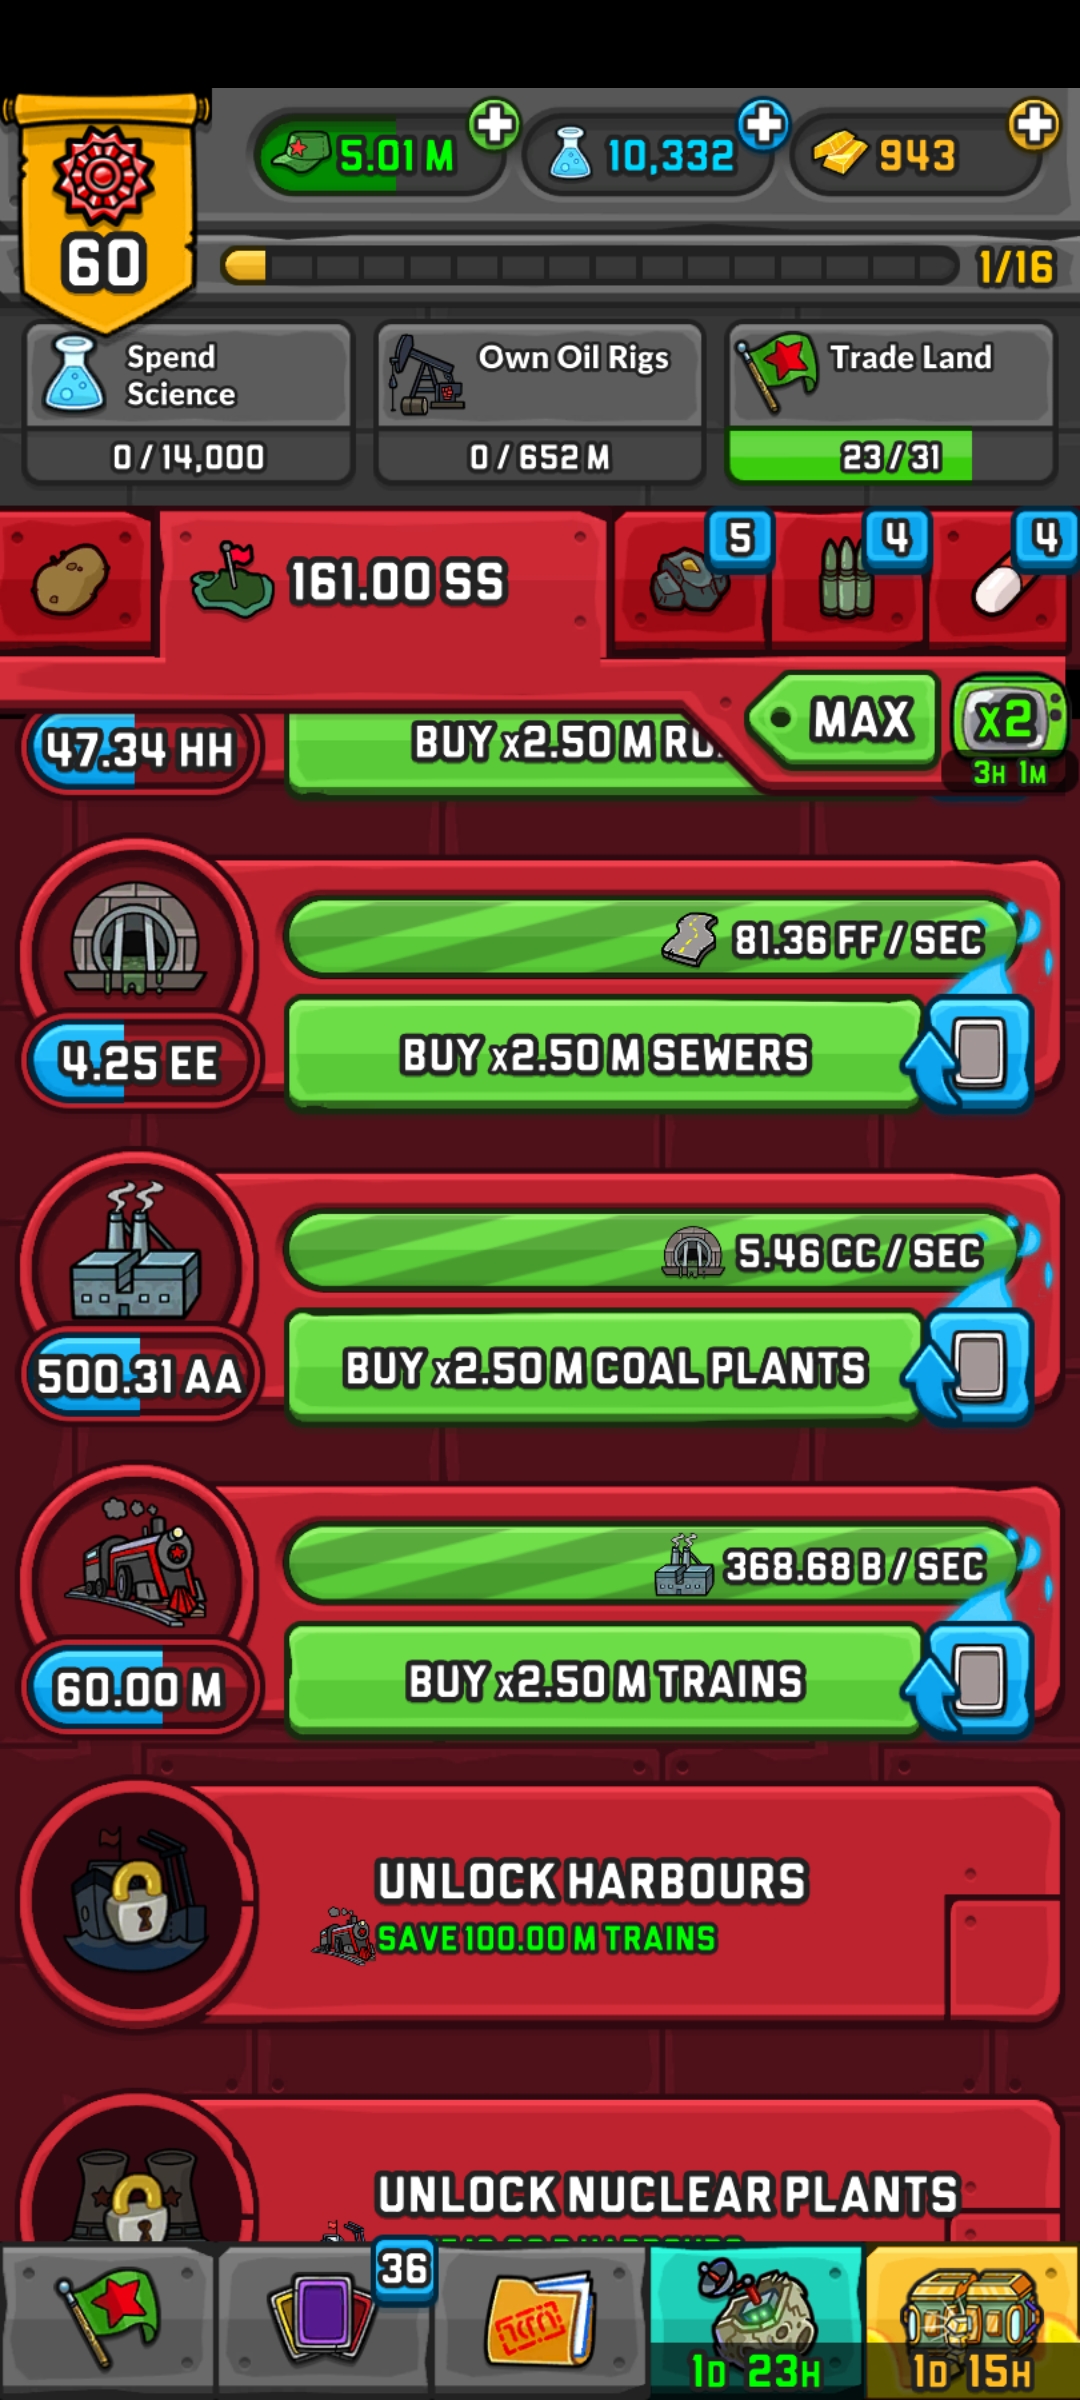 60
5.01 M
10,332
943
1/16
Spend
Science
0 / 14,000
Own Oil Rigs
0 / 652 M
Trade Land
23 / 31
161.00 SS
5
4
4
MAX
x2
3H 1M
47.34 HH
BUY x2.50 M
81.36 FF / SEC
4.25 EE
BUY x2.50 M SEWERS
5.46 CC / SEC
500.31 AA
BUY x2.50 M COAL PLANTS
368.68 B / SEC
60.00 M
BUY x2.50 M TRAINS
UNLOCK HARBOURS
SAVE 100.00 M TRAINS
UNLOCK NUCLEAR PLANTS
36
1D 23H
1D 15H